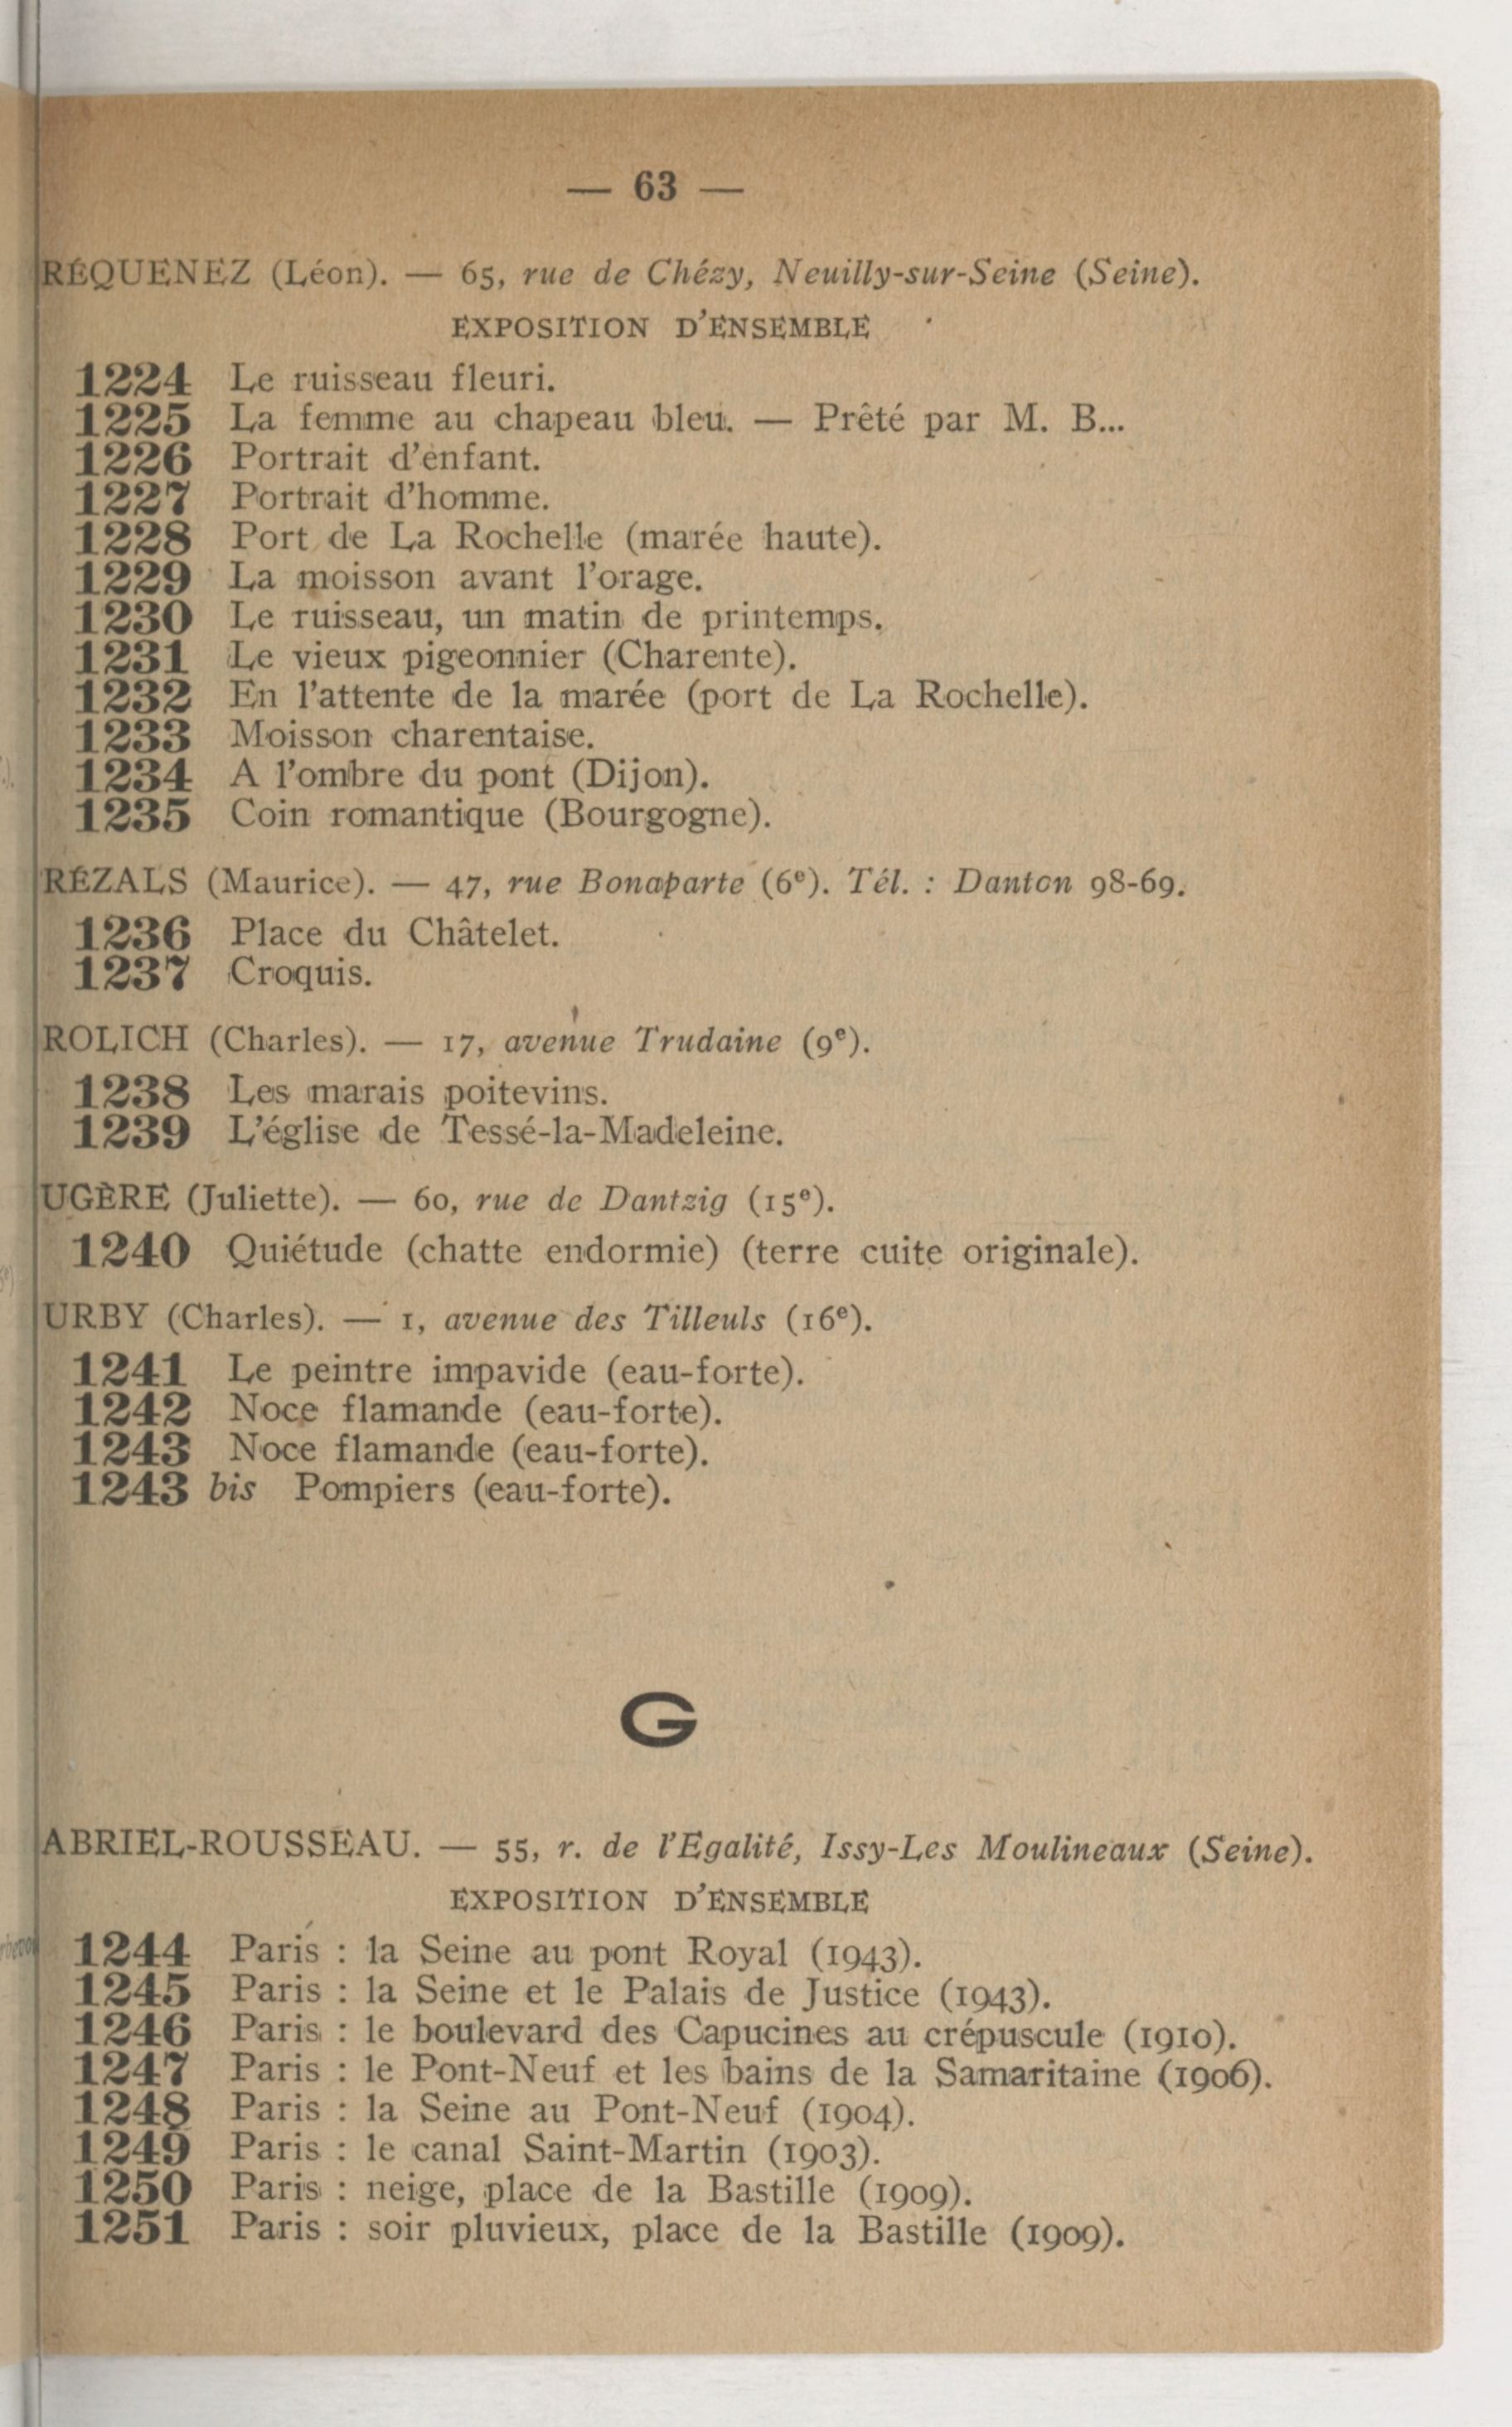 — 63 —
RÉQUENEZ (Léon). — 65, rue de Chézy, Neuilly-sur-Seine (Seine).
EXPOSITION D'ENSEMBLE
1224 Le ruisseau fleuri.
1225 La femme au chapeau bleu. — Prêté par M. B...
1226 Portrait d'enfant.
1227 Portrait d'homme.
1228 Port de La Rochelle (marée haute).
1229 La moisson avant l'orage.
1230 Le ruisseau, un matin de printemps.
1231 Le vieux pigeonnier (Charente).
1232 En l'attente de la marée (port de La Rochelle).
1233 Moisson charentaise.
1234 A l'ombre du pont (Dijon).
1235 Coin romantique (Bourgogne).
RÉZALS (Maurice). — 47, rue Bonaparte (6e). Tél. : Danton 98-69.
1236 Place du Châtelet.
1237 Croquis.
ROLICH (Charles). — 17, avenue Trudaine (9e).
1238 Les marais poitevins.
1239 L'église de Tessé-la-Madeleine.
UGÈRE (Juliette). — 60, rue de Dantzig (15e).
1240 Quiétude (chatte endormie) (terre cuite originale).
URBY (Charles). — 1, avenue des Tilleuls (16e).
1241 Le peintre impavide (eau-forte).
1242 Noce flamande (eau-forte).
1243 Noce flamande (eau-forte).
1243 bis Pompiers (eau-forte).
G
ABRIEL-ROUSSEAU. — 55, r. de l'Egalité, Issy-Les Moulineaux (Seine).
EXPOSITION D'ENSEMBLE
1244 Paris : la Seine au pont Royal (1943).
1245 Paris : la Seine et le Palais de Justice (1943).
1246 Paris : le boulevard des Capucines au crépuscule (1910).
1247 Paris : le Pont-Neuf et les bains de la Samaritaine (1906).
1248 Paris : la Seine au Pont-Neuf (1904).
1249 Paris : le canal Saint-Martin (1903).
1250 Paris : neige, place de la Bastille (1909).
1251 Paris : soir pluvieux, place de la Bastille (1909).